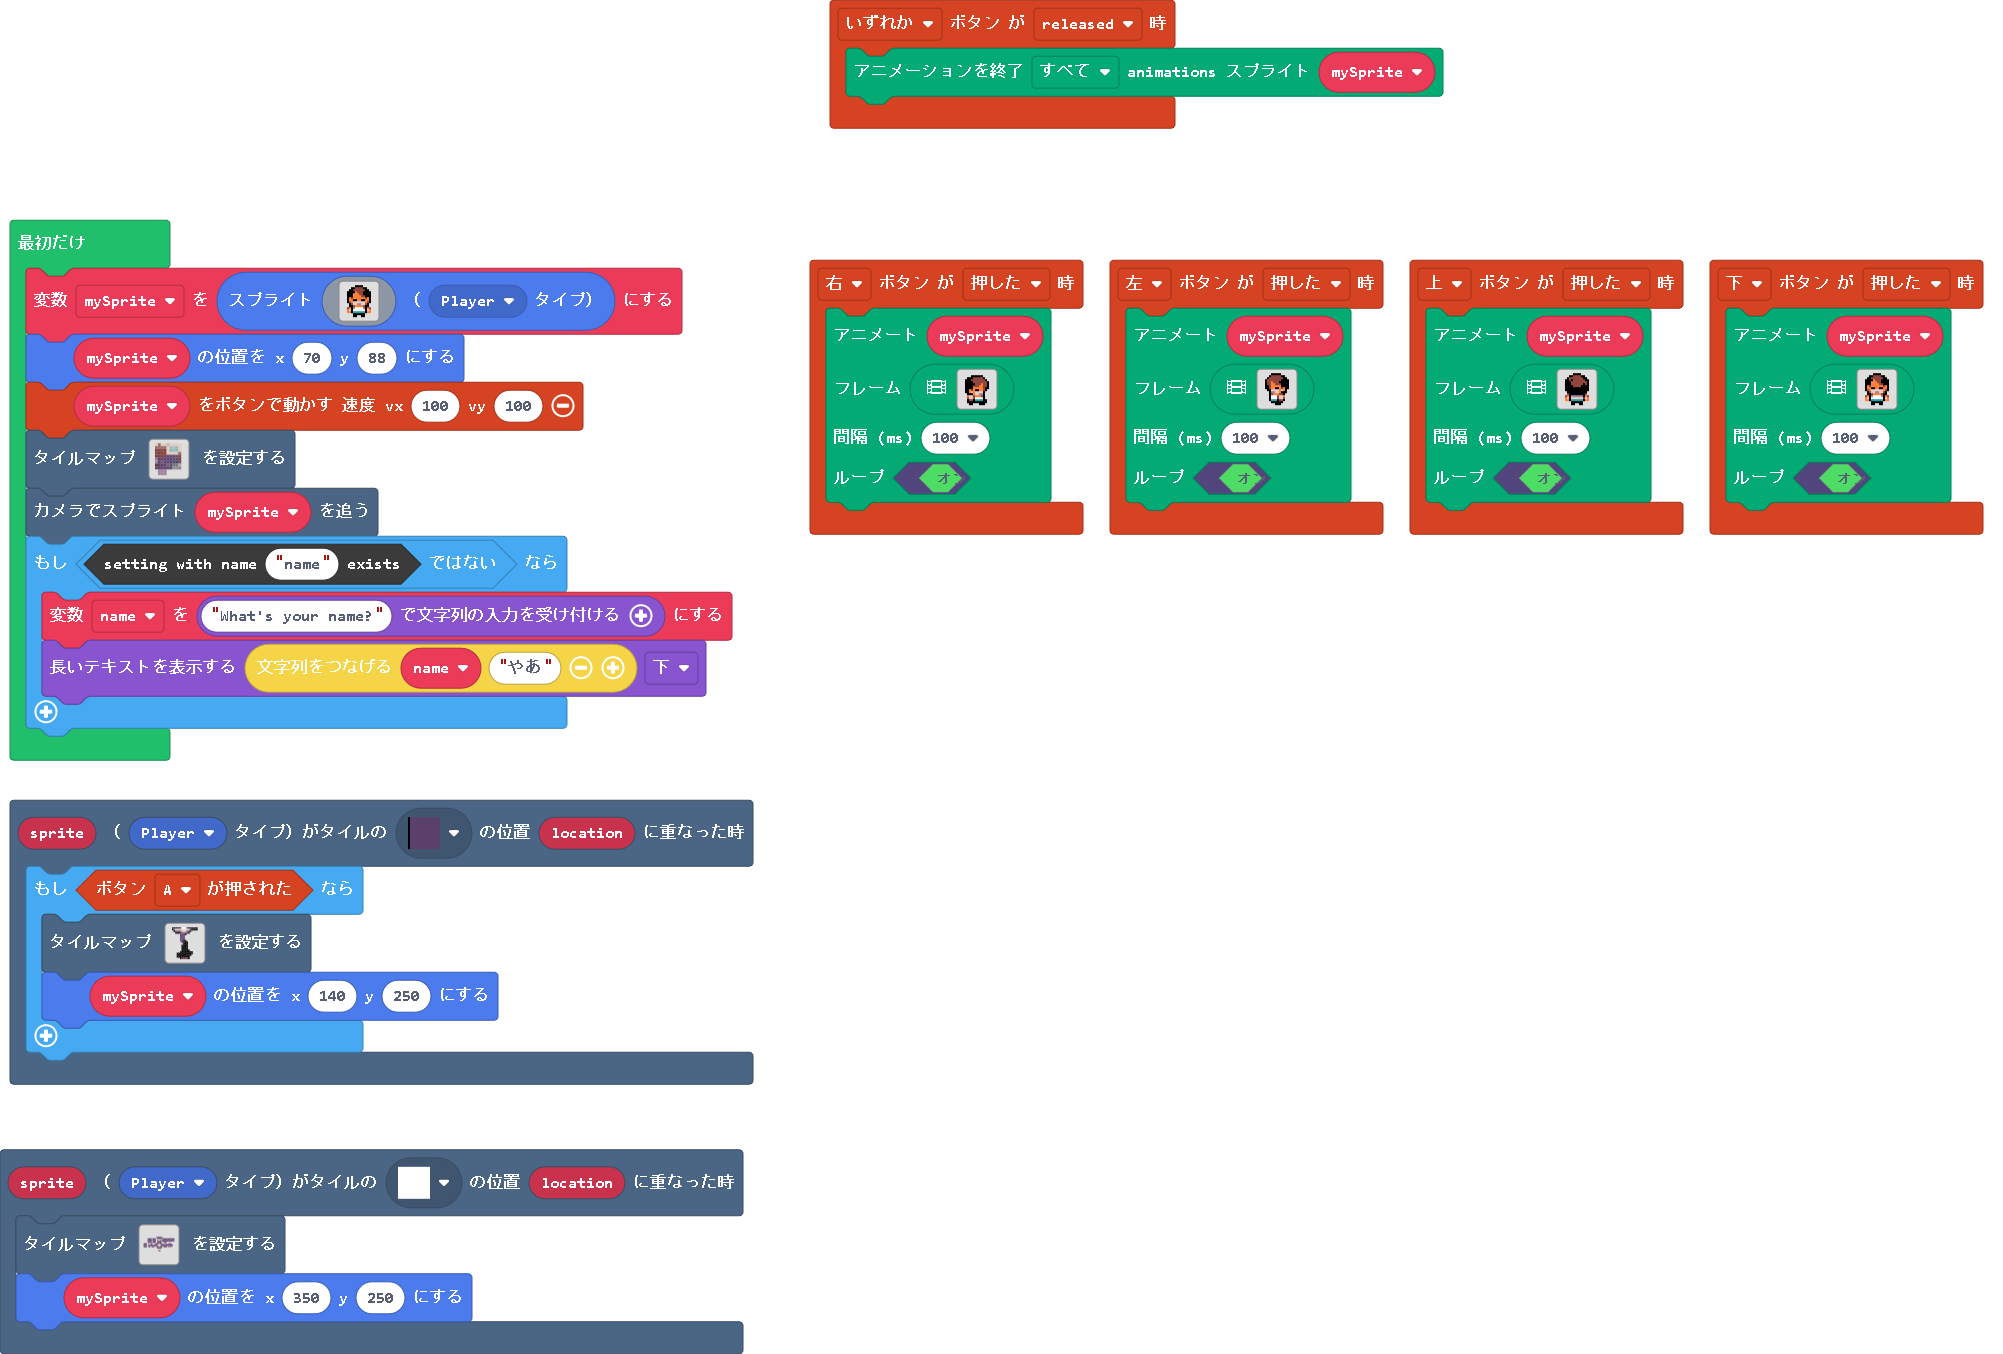 いずれか ボタン が released 時
アニメーションを終了 すべて animations スプライト mySprite
最初だけ
変数 mySprite を スプライト ( Player タイプ) にする
mySprite の位置を x 70 y 88 にする
mySprite をボタンで動かす 速度 vx 100 vy 100
タイルマップ を設定する
カメラでスプライト mySprite を追う
もし setting with name "name" exists ではない なら
変数 name を "What's your name?" で文字列の入力を受け付ける にする
長いテキストを表示する 文字列をつなげる name "やあ" 下
右 ボタン が 押した 時
アニメート mySprite
フレーム
間隔 (ms) 100
ループ
左 ボタン が 押した 時
アニメート mySprite
フレーム
間隔 (ms) 100
ループ
上 ボタン が 押した 時
アニメート mySprite
フレーム
間隔 (ms) 100
ループ
下 ボタン が 押した 時
アニメート mySprite
フレーム
間隔 (ms) 100
ループ
sprite ( Player タイプ) がタイルの の位置 location に重なった時
もし ボタン A が押された なら
タイルマップ を設定する
mySprite の位置を x 140 y 250 にする
sprite ( Player タイプ) がタイルの の位置 location に重なった時
タイルマップ を設定する
mySprite の位置を x 350 y 250 にする